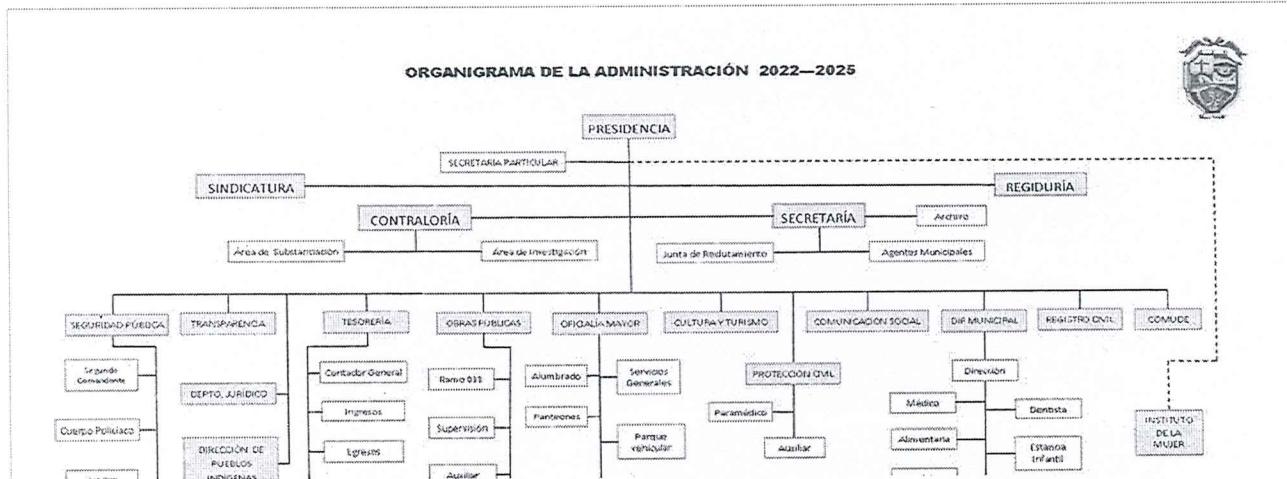 ORGANIGRAMA DE LA ADMINISTRACIÓN 2022—2025
PRESIDENCIA
SECRETARIA PARTICULAR
SINDICATURA
REGIDURÍA
CONTRALORÍA
SECRETARÍA
Archivo
Área de Substanciación
Área de Investigación
Junta de Reclutamiento
Agentes Municipales
SEGURIDAD PÚBLICA
TRANSPARENCIA
TESORERÍA
OBRAS PÚBLICAS
OFICIALIA MAYOR
CULTURA Y TURISMO
COMUNICACIÓN SOCIAL
DIF MUNICIPAL
REGISTRO CIVIL
COMUDE
Segundo
Comandante
Contador General
Ramo 033
Alumbrado
Servicios
Generales
PROTECCIÓN CIVIL
Dirección
DEPTO. JURÍDICO
Ingresos
Panteones
Paramédico
Médico
Dentista
Cuerpo Policíaco
Supervisión
Parque
vehicular
Auxiliar
Alimentaria
Estancia
Infantil
INSTITUTO
DE LA
MUJER
DIRECCIÓN DE
PUEBLOS
INDÍGENAS
Egresos
Auxiliar